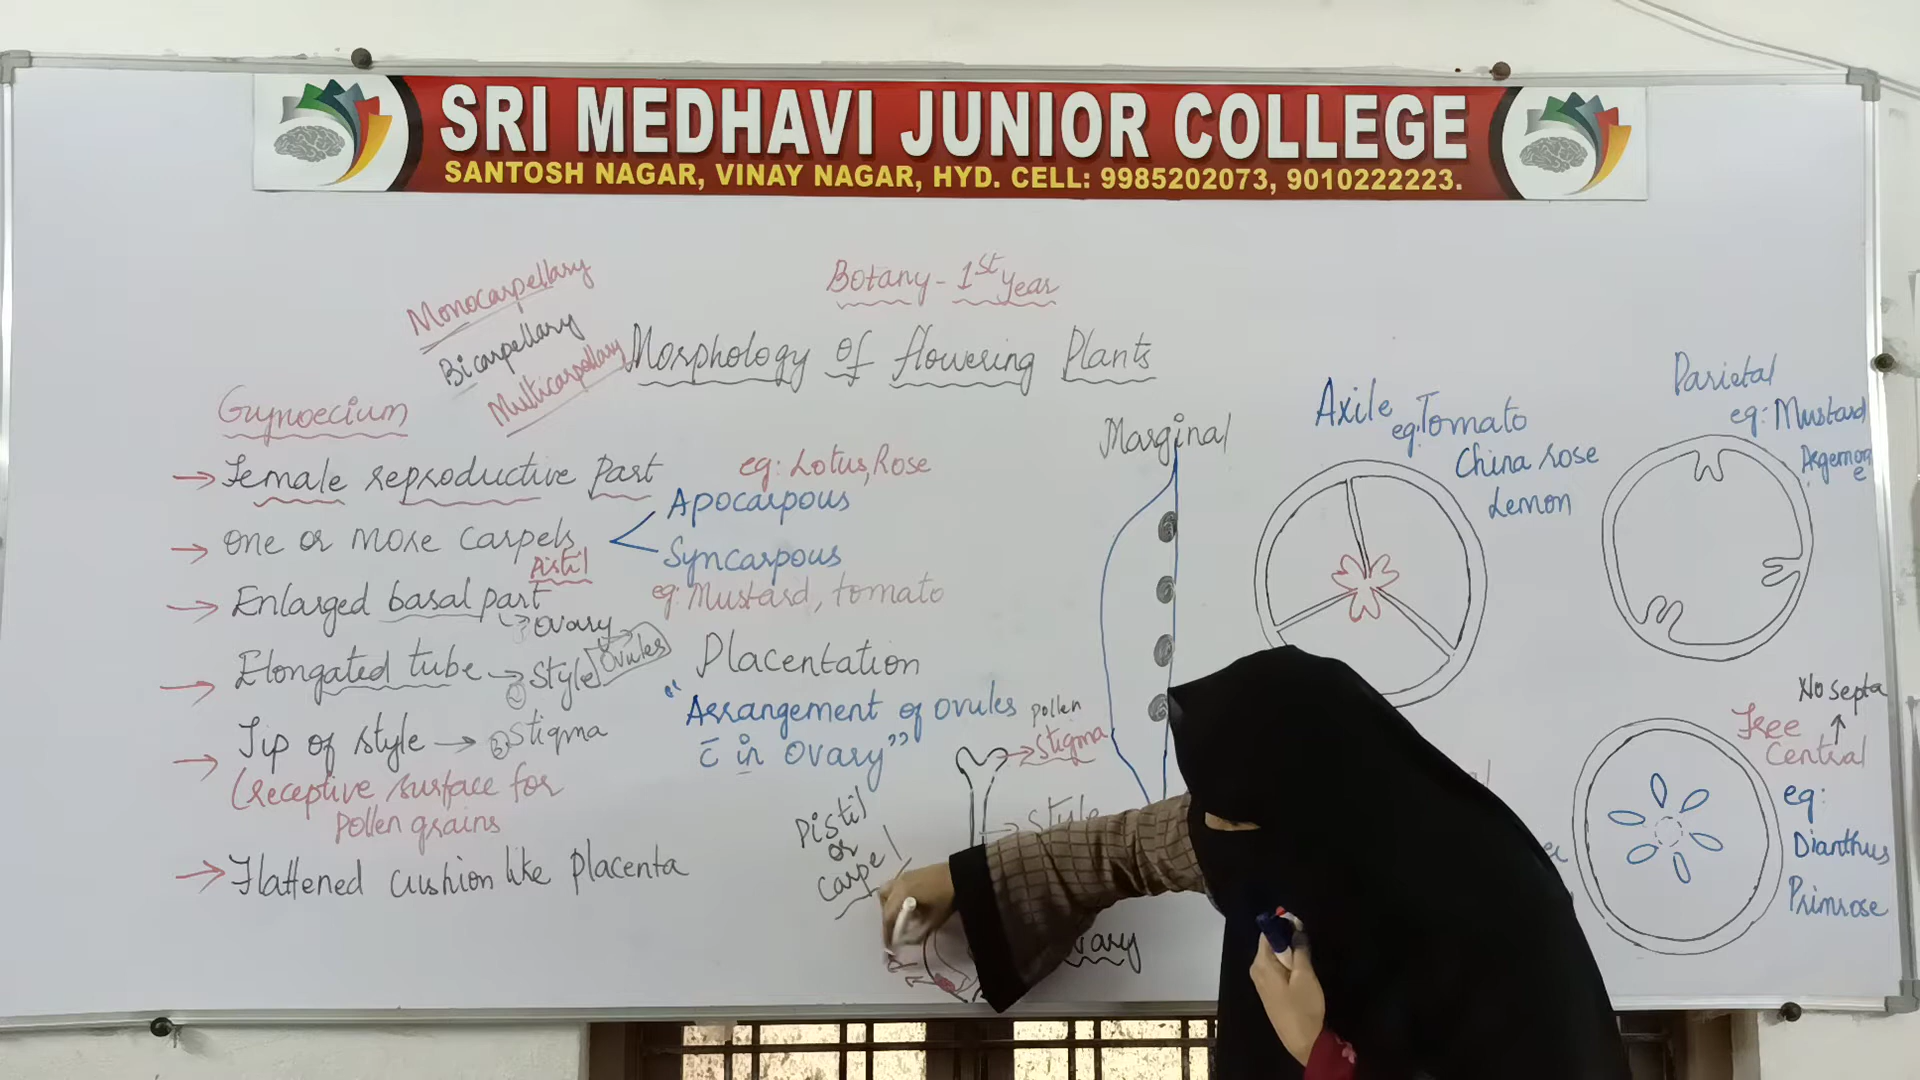 SRI MEDHAVI JUNIOR COLLEGE
SANTOSH NAGAR, VINAY NAGAR, HYD. CELL: 9985202073, 9010222223.
Botany - 1st Year
Morphology of flowering Plants
Monocarpellary
Bicarpellary
Multicarpellary
Gynoecium
→ Female reproductive Part
→ One or more carpels
Pistil
→ Enlarged basal part
→ Ovary
Ovules
→ Elongated tube → Style
→ Tip of style → Stigma
(receptive surface for
Pollen grains
→ Flattened cushion like placenta
eg: Lotus, Rose
Apocarpous
Syncarpous
eg: Mustard, tomato
Placentation
"Arrangement of ovules
c̄ in Ovary"
Pistil
or
carpel
pollen
Stigma
Style
Marginal
Axile
eg: Tomato
China rose
Lemon
Parietal
eg: Mustard
Argemone
No septa
Free
Central
eg:
Dianthus
Primrose